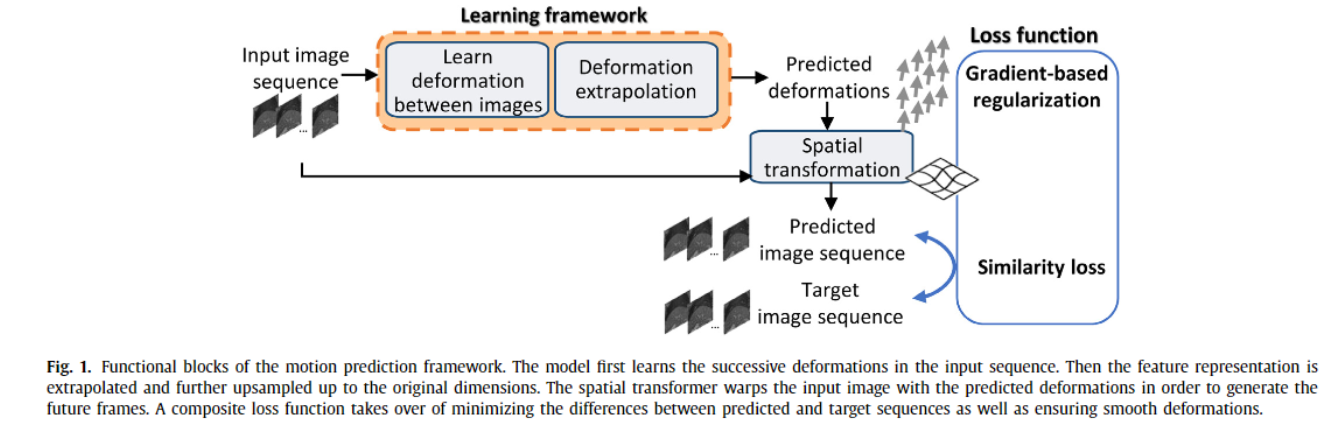 Learning framework
Input image
sequence
Learn
deformation
between images
Deformation
extrapolation
Predicted
deformations
Loss function
Gradient-based
regularization
Spatial
transformation
...
Predicted
image sequence
...
Similarity loss
Target
image sequence
...
Fig. 1. Functional blocks of the motion prediction framework. The model first learns the successive deformations in the input sequence. Then the feature representation is
extrapolated and further upsampled up to the original dimensions. The spatial transformer warps the input image with the predicted deformations in order to generate the
future frames. A composite loss function takes over of minimizing the differences between predicted and target sequences as well as ensuring smooth deformations.